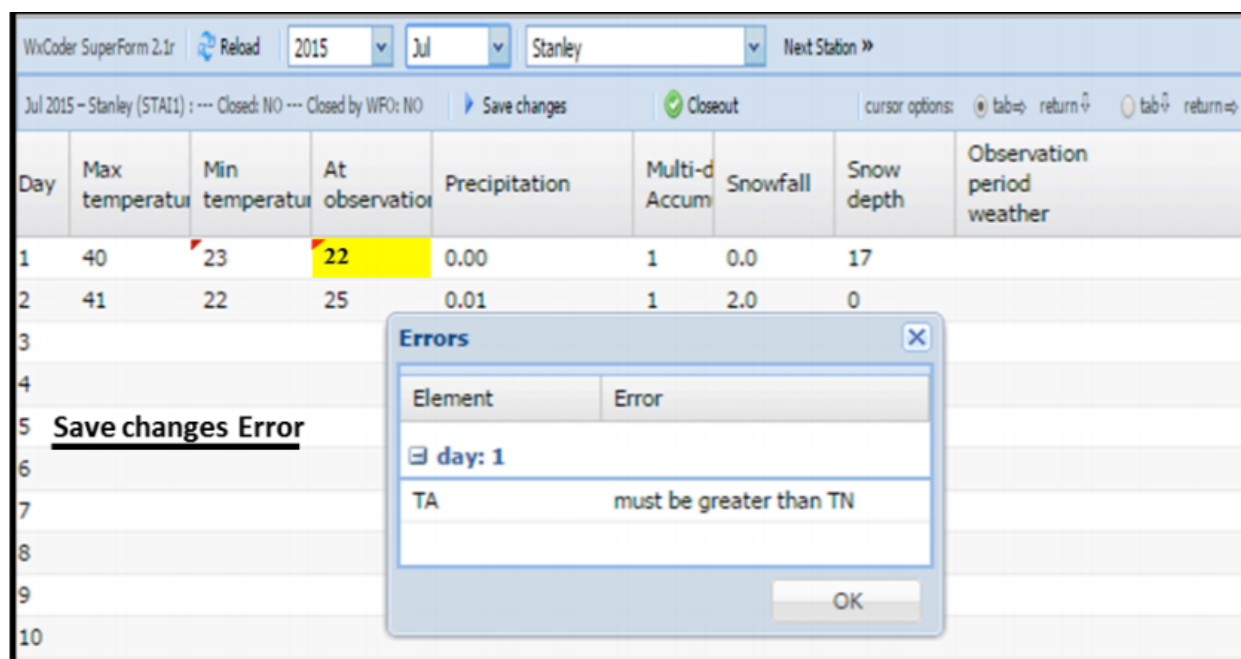 WxCoder SuperForm 2.1r Reload 2015 Jul Stanley Next Station »
Jul 2015 – Stanley (STAI1) : --- Closed: NO --- Closed by WFO: NO Save changes Closeout cursor options: tab⇨ return⇩ tab⇩ return⇨
Day Max temperatur Min temperatur At observation Precipitation Multi-d Accum Snowfall Snow depth Observation period weather
1 40 23 22 0.00 1 0.0 17
2 41 22 25 0.01 1 2.0 0
3
4
5
6
7
8
9
10
Save changes Error
Errors
Element Error
day: 1
TA must be greater than TN
OK